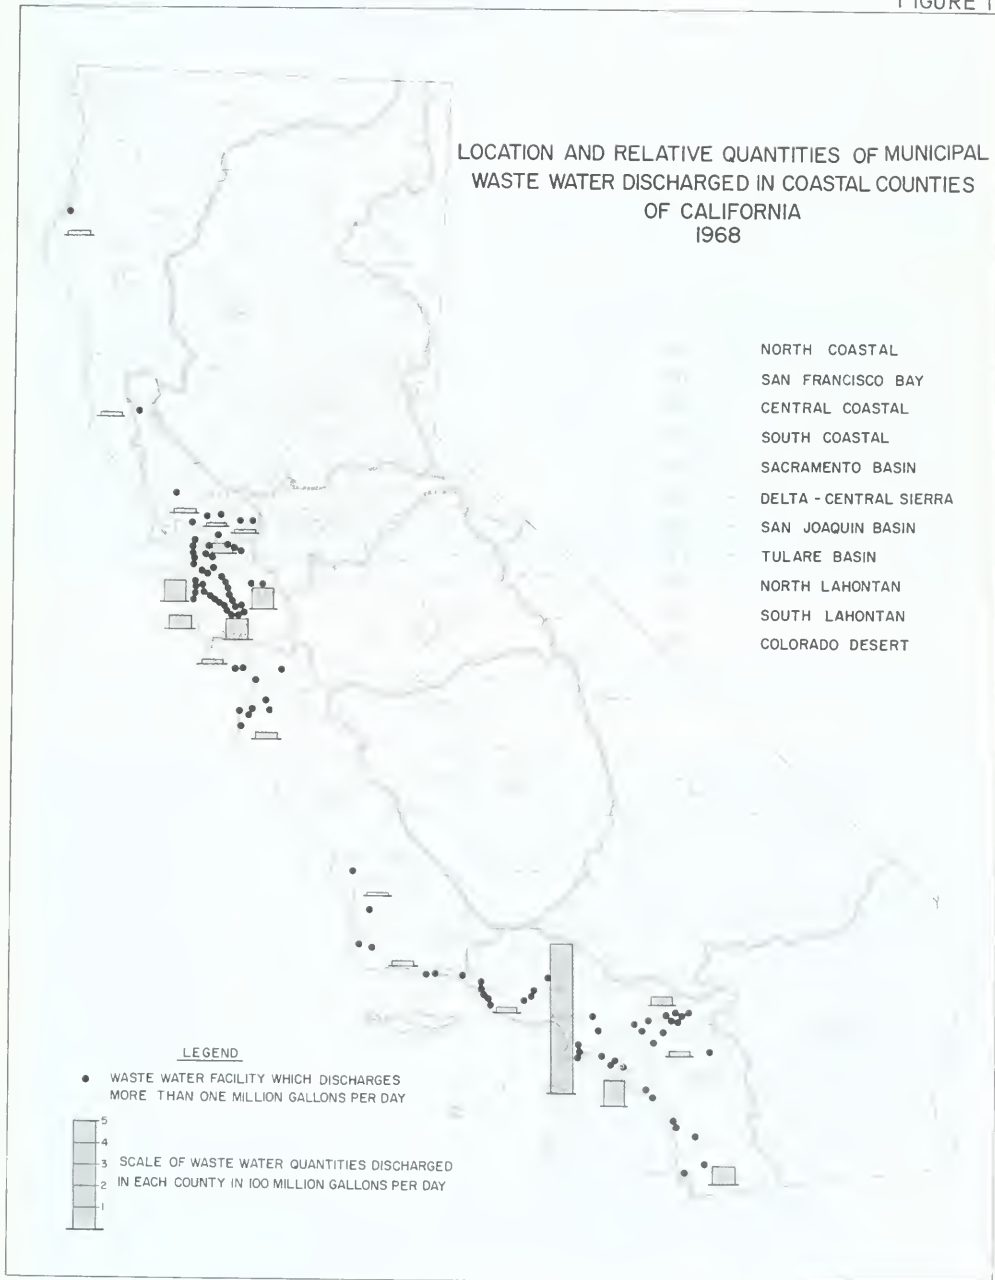 FIGURE 1
LOCATION AND RELATIVE QUANTITIES OF MUNICIPAL
WASTE WATER DISCHARGED IN COASTAL COUNTIES
OF CALIFORNIA
1968
NORTH COASTAL
SAN FRANCISCO BAY
CENTRAL COASTAL
SOUTH COASTAL
SACRAMENTO BASIN
DELTA - CENTRAL SIERRA
SAN JOAQUIN BASIN
TULARE BASIN
NORTH LAHONTAN
SOUTH LAHONTAN
COLORADO DESERT
LEGEND
WASTE WATER FACILITY WHICH DISCHARGES
MORE THAN ONE MILLION GALLONS PER DAY
5
4
3
2
1
SCALE OF WASTE WATER QUANTITIES DISCHARGED
IN EACH COUNTY IN 100 MILLION GALLONS PER DAY